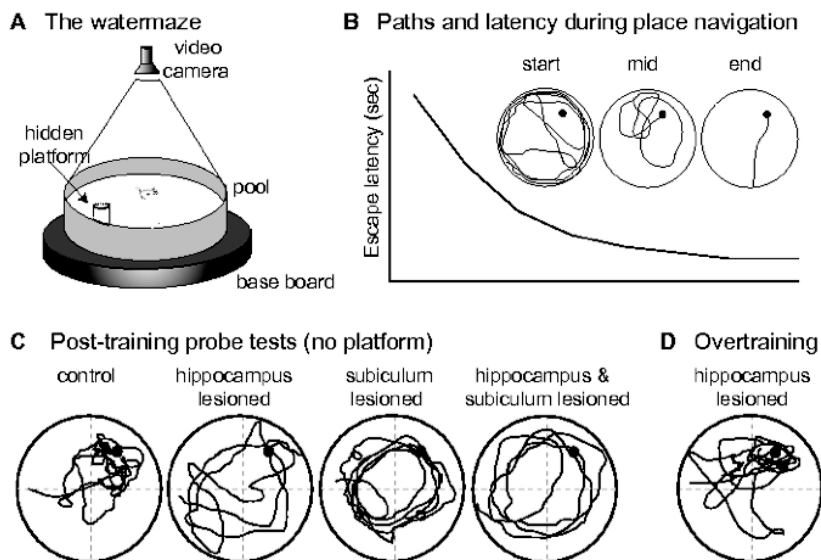 A The watermaze
video
camera
hidden
platform
pool
base board
B Paths and latency during place navigation
start mid end
Escape latency (sec)
C Post-training probe tests (no platform)
control
hippocampus
lesioned
subiculum
lesioned
hippocampus &
subiculum lesioned
D Overtraining
hippocampus
lesioned